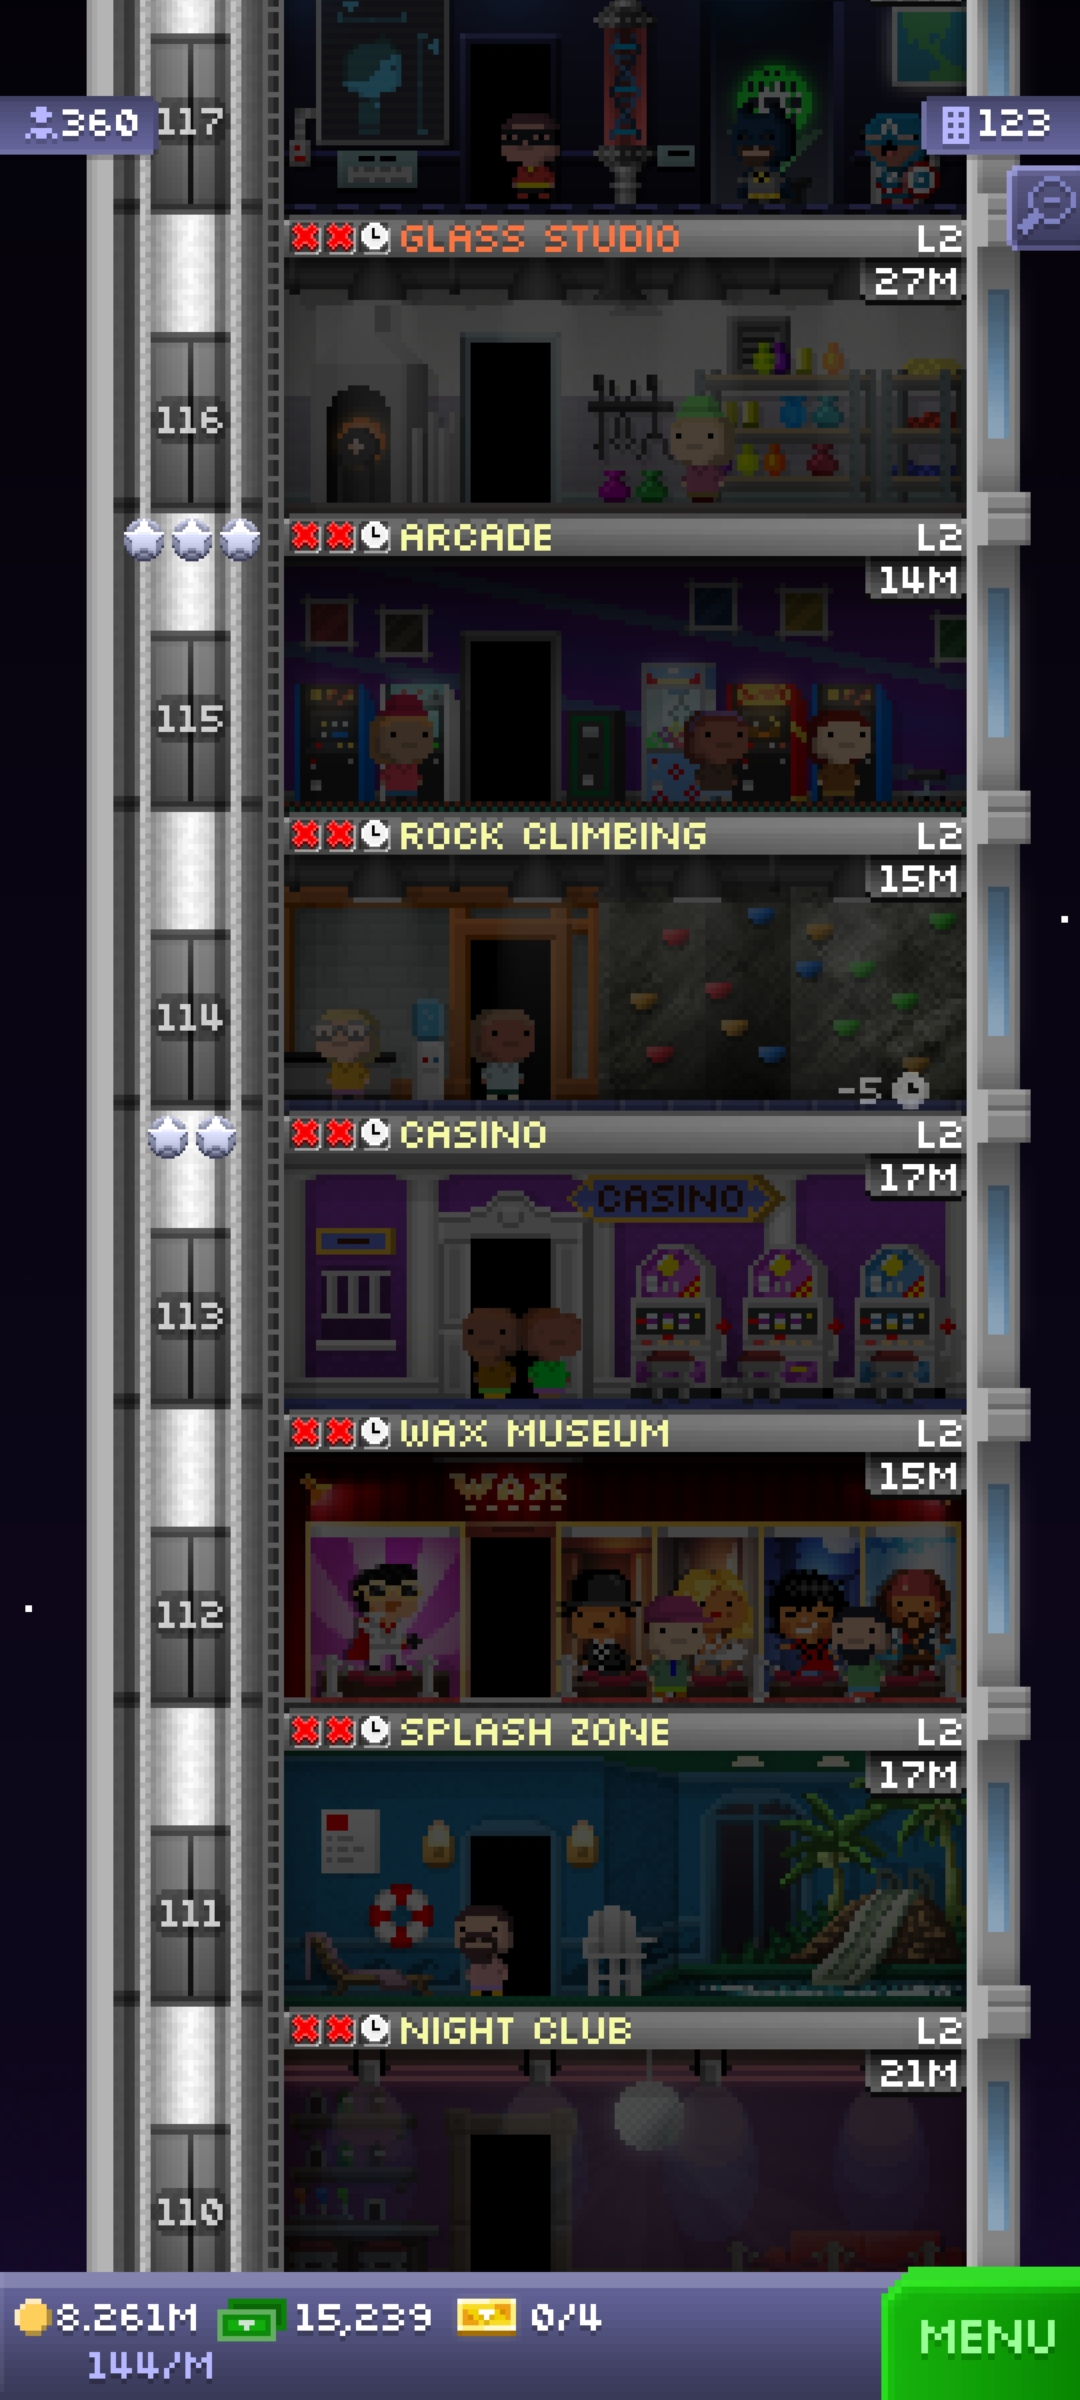 360
117
123
GLASS STUDIO L2
27M
116
ARCADE L2
14M
115
ROCK CLIMBING L2
15M
114
-5
CASINO L2
17M
CASINO
113
WAX MUSEUM L2
15M
WAX
112
SPLASH ZONE L2
17M
111
NIGHT CLUB L2
21M
110
8.261M 15,239 0/4
144/M
MENU